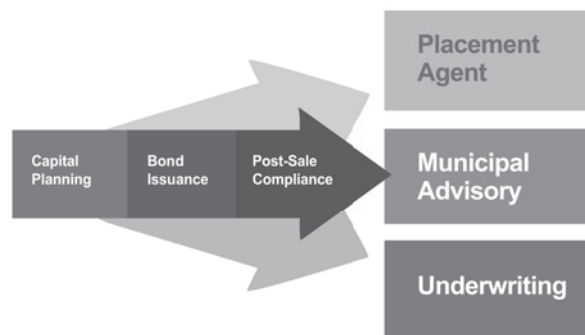 Placement
Agent
Capital
Planning
Bond
Issuance
Post-Sale
Compliance
Municipal
Advisory
Underwriting